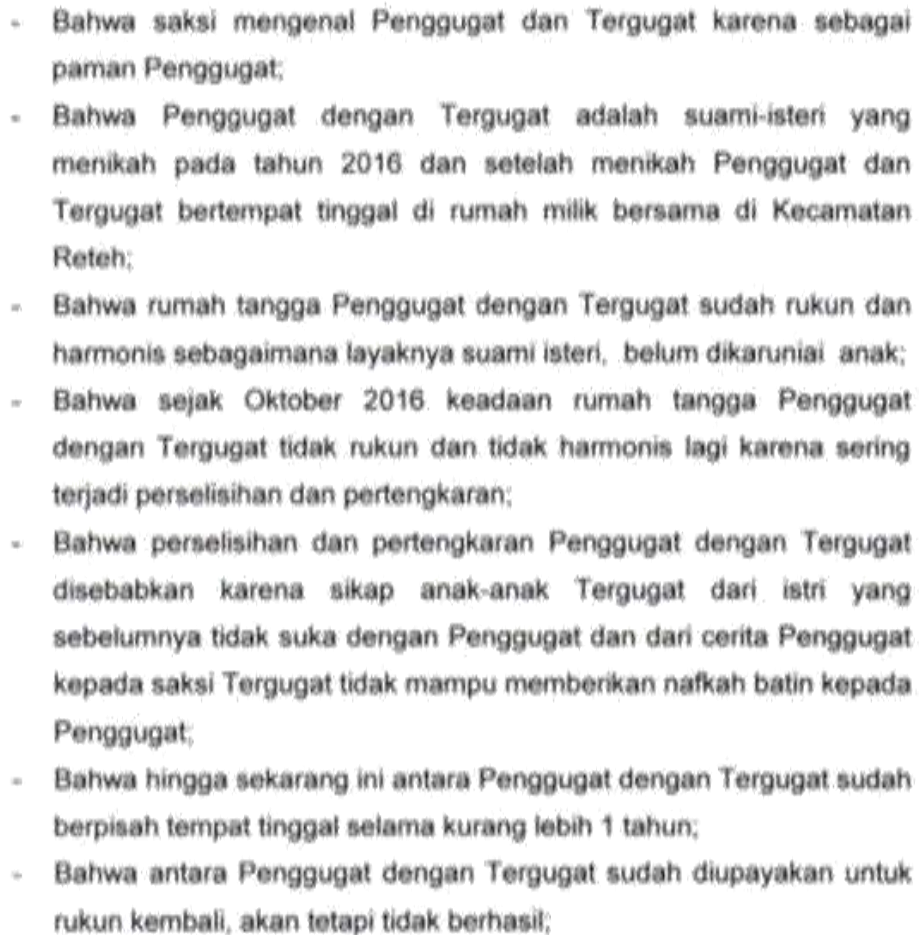 - Bahwa saksi mengenal Penggugat dan Tergugat karena sebagai
paman Penggugat;
- Bahwa Penggugat dengan Tergugat adalah suami-isteri yang
menikah pada tahun 2016 dan setelah menikah Penggugat dan
Tergugat bertempat tinggal di rumah milik bersama di Kecamatan
Reteh;
- Bahwa rumah tangga Penggugat dengan Tergugat sudah rukun dan
harmonis sebagaimana layaknya suami isteri, belum dikaruniai anak;
- Bahwa sejak Oktober 2016 keadaan rumah tangga Penggugat
dengan Tergugat tidak rukun dan tidak harmonis lagi karena sering
terjadi perselisihan dan pertengkaran;
- Bahwa perselisihan dan pertengkaran Penggugat dengan Tergugat
disebabkan karena sikap anak-anak Tergugat dari istri yang
sebelumnya tidak suka dengan Penggugat dan dari cerita Penggugat
kepada saksi Tergugat tidak mampu memberikan nafkah batin kepada
Penggugat;
- Bahwa hingga sekarang ini antara Penggugat dengan Tergugat sudah
berpisah tempat tinggal selama kurang lebih 1 tahun;
- Bahwa antara Penggugat dengan Tergugat sudah diupayakan untuk
rukun kembali, akan tetapi tidak berhasil;